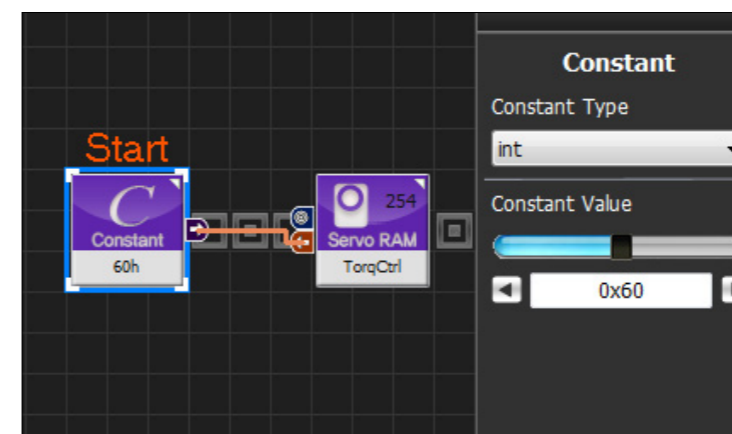 Start
C
Constant
60h
254
Servo RAM
TorqCtrl
Constant
Constant Type
int
Constant Value
0x60